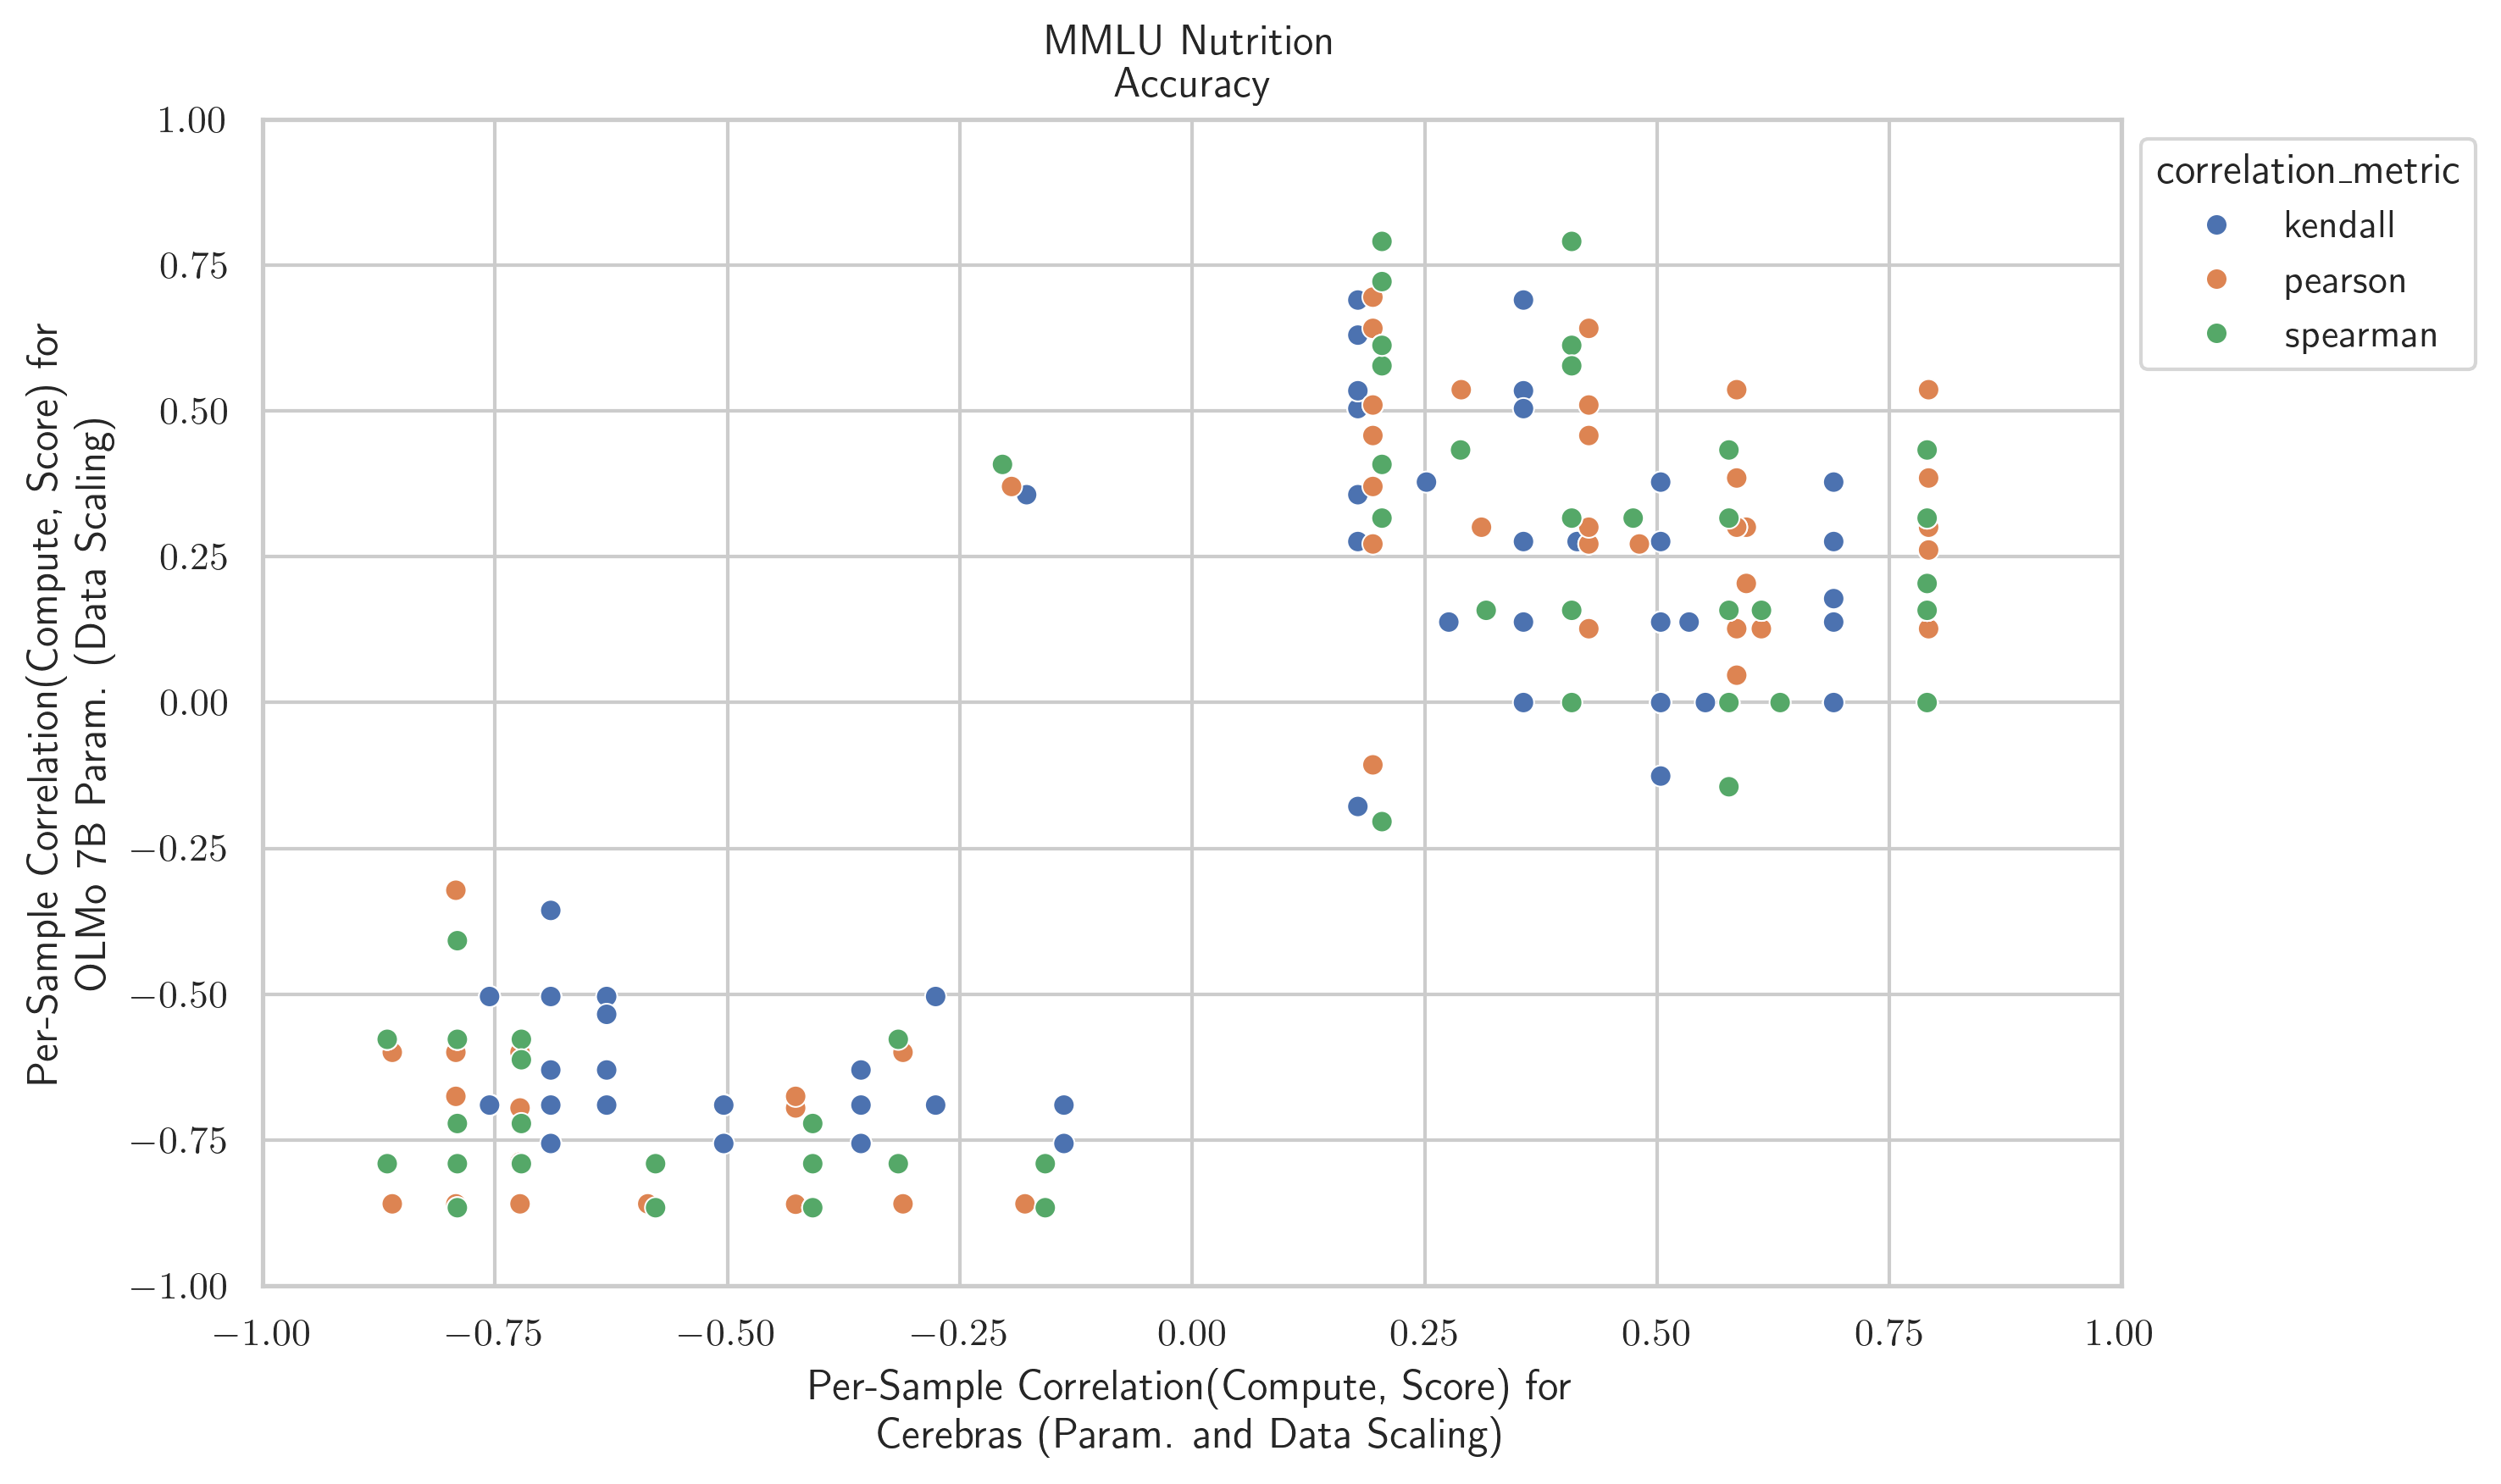 MMLU Nutrition
Accuracy
1.00
0.75
0.50
0.25
0.00
−0.25
−0.50
−0.75
−1.00
Per-Sample Correlation(Compute, Score) for
OLMo 7B Param. (Data Scaling)
−1.00 −0.75 −0.50 −0.25 0.00 0.25 0.50 0.75 1.00
Per-Sample Correlation(Compute, Score) for
Cerebras (Param. and Data Scaling)
correlation_metric
kendall
pearson
spearman